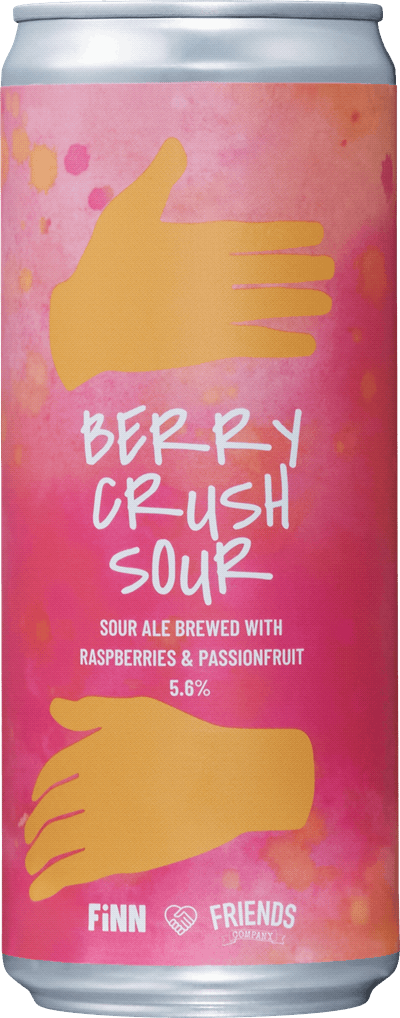 BERRY
CRUSH
SOUR
SOUR ALE BREWED WITH
RASPBERRIES & PASSIONFRUIT
5.6%
FiNN FRIENDS
COMPANY